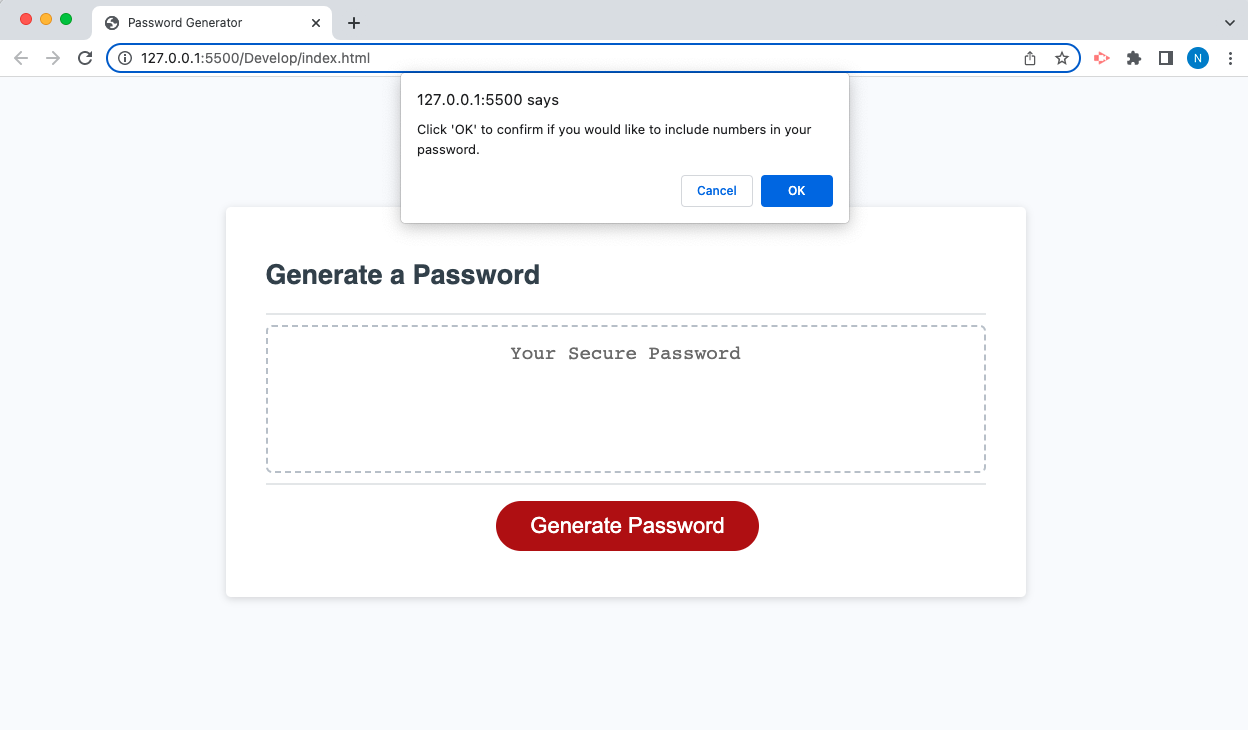 Password Generator
127.0.0.1:5500/Develop/index.html
N
127.0.0.1:5500 says
Click 'OK' to confirm if you would like to include numbers in your
password.
Cancel OK
Generate a Password
Your Secure Password
Generate Password